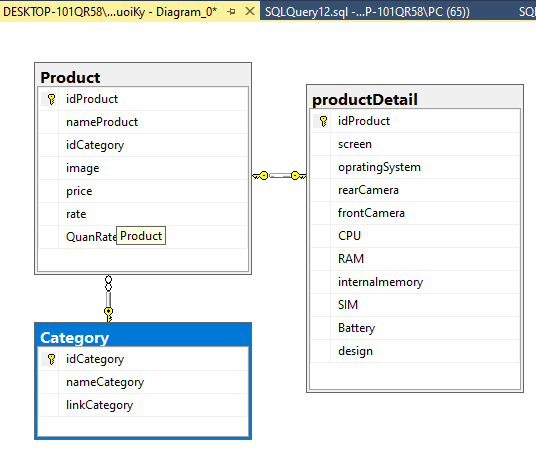 DESKTOP-101QR58\...uoiKy - Diagram_0*
SQLQuery12.sql -...P-101QR58\PC (65))
SQ
Product
idProduct
nameProduct
idCategory
image
price
rate
QuanRate
Product
productDetail
idProduct
screen
opratingSystem
rearCamera
frontCamera
CPU
RAM
internalmemory
SIM
Battery
design
Category
idCategory
nameCategory
linkCategory